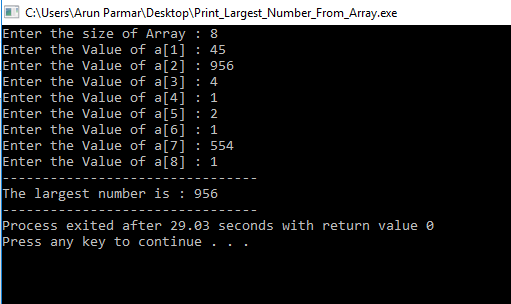 C:\Users\Arun Parmar\Desktop\Print_Largest_Number_From_Array.exe
Enter the size of Array : 8
Enter the Value of a[1] : 45
Enter the Value of a[2] : 956
Enter the Value of a[3] : 4
Enter the Value of a[4] : 1
Enter the Value of a[5] : 2
Enter the Value of a[6] : 1
Enter the Value of a[7] : 554
Enter the Value of a[8] : 1
--------------------------------
The largest number is : 956
--------------------------------
Process exited after 29.03 seconds with return value 0
Press any key to continue . . .